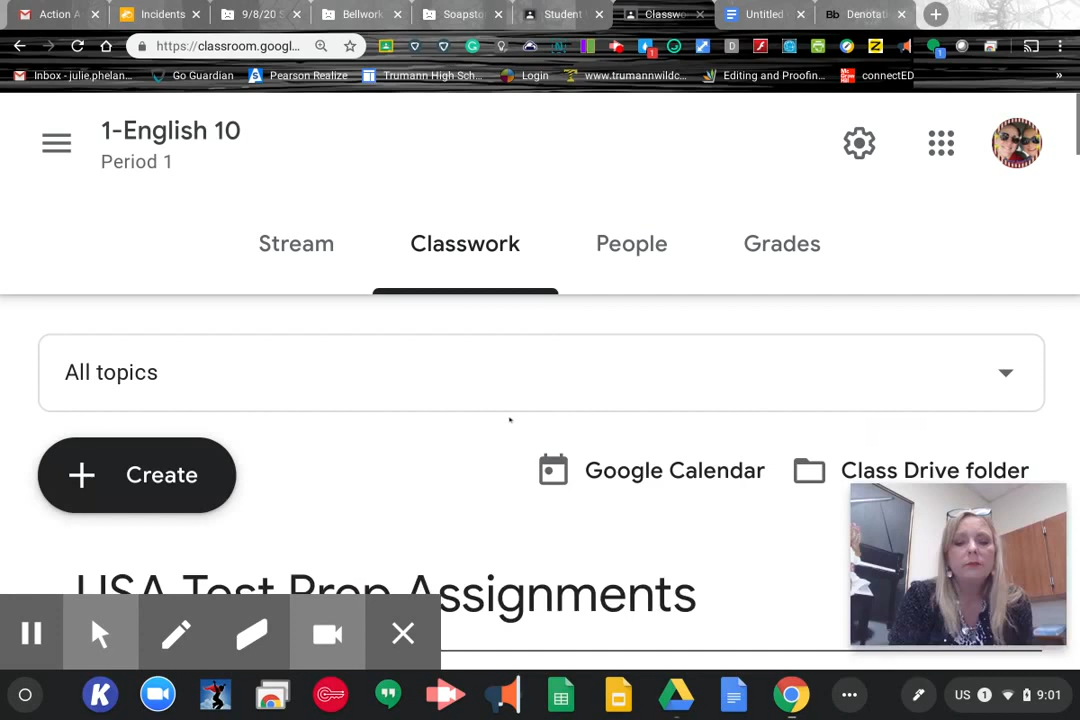 Action A
Incidents
9/8/20 S
Bellwork
Soapsto
Student
Classwo
Untitled
Bb Denotati
https://classroom.googl...
Inbox - julie.phelan...
Go Guardian
Pearson Realize
Trumann High Sch...
Login
www.trumannwildc...
Editing and Proofin...
connectED
»
1-English 10
Period 1
Stream
Classwork
People
Grades
All topics
+ Create
Google Calendar
Class Drive folder
USA Test Prep Assignments
US 1 9:01